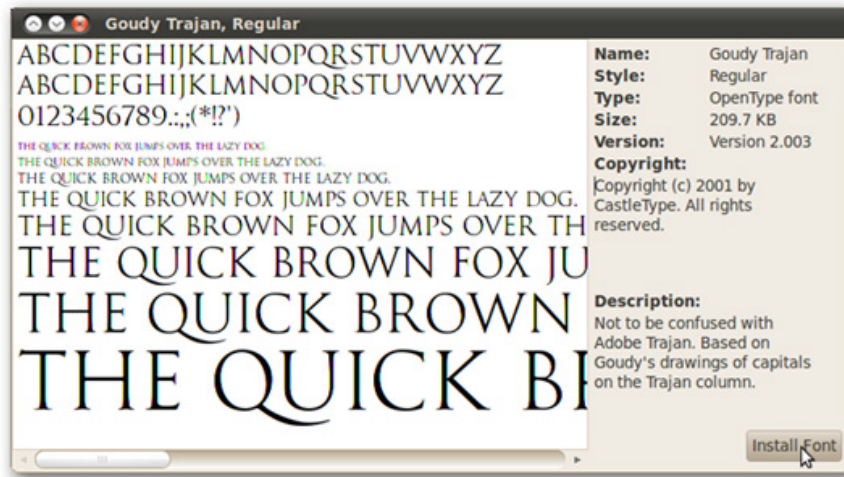 Goudy Trajan, Regular
ABCDEFGHIJKLMNOPQRSTUVWXYZ
ABCDEFGHIJKLMNOPQRSTUVWXYZ
0123456789.:,;(*!?')
THE QUICK BROWN FOX JUMPS OVER THE LAZY DOG.
THE QUICK BROWN FOX JUMPS OVER THE LAZY DOG.
THE QUICK BROWN FOX JUMPS OVER THE LAZY DOG.
THE QUICK BROWN FOX JUMPS OVER THE LAZY DOG.
THE QUICK BROWN FOX JUMPS OVER TH
THE QUICK BROWN FOX JU
THE QUICK BROWN
THE QUICK B
Name: Goudy Trajan
Style: Regular
Type: OpenType font
Size: 209.7 KB
Version: Version 2.003
Copyright:
Copyright (c) 2001 by
CastleType. All rights
reserved.
Description:
Not to be confused with
Adobe Trajan. Based on
Goudy's drawings of capitals
on the Trajan column.
Install Font